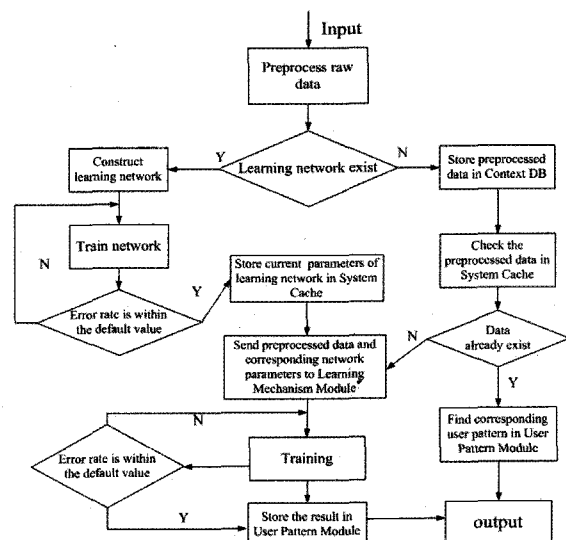 Input
Preprocess raw
data
Learning network exist
Y
N
Construct
learning network
Store preprocessed
data in Context DB
Train network
Check the
preprocessed data in
System Cache
N
Y
Store current parameters of
learning network in System
Cache
Error rate is within
the default value
Data
already exist
N
Y
Send preprocessed data and
corresponding network
parameters to Learning
Mechanism Module
N
Find corresponding
user pattern in User
Pattern Module
Error rate is within
the default value
Training
Y
Store the result in
User Pattern Module
output